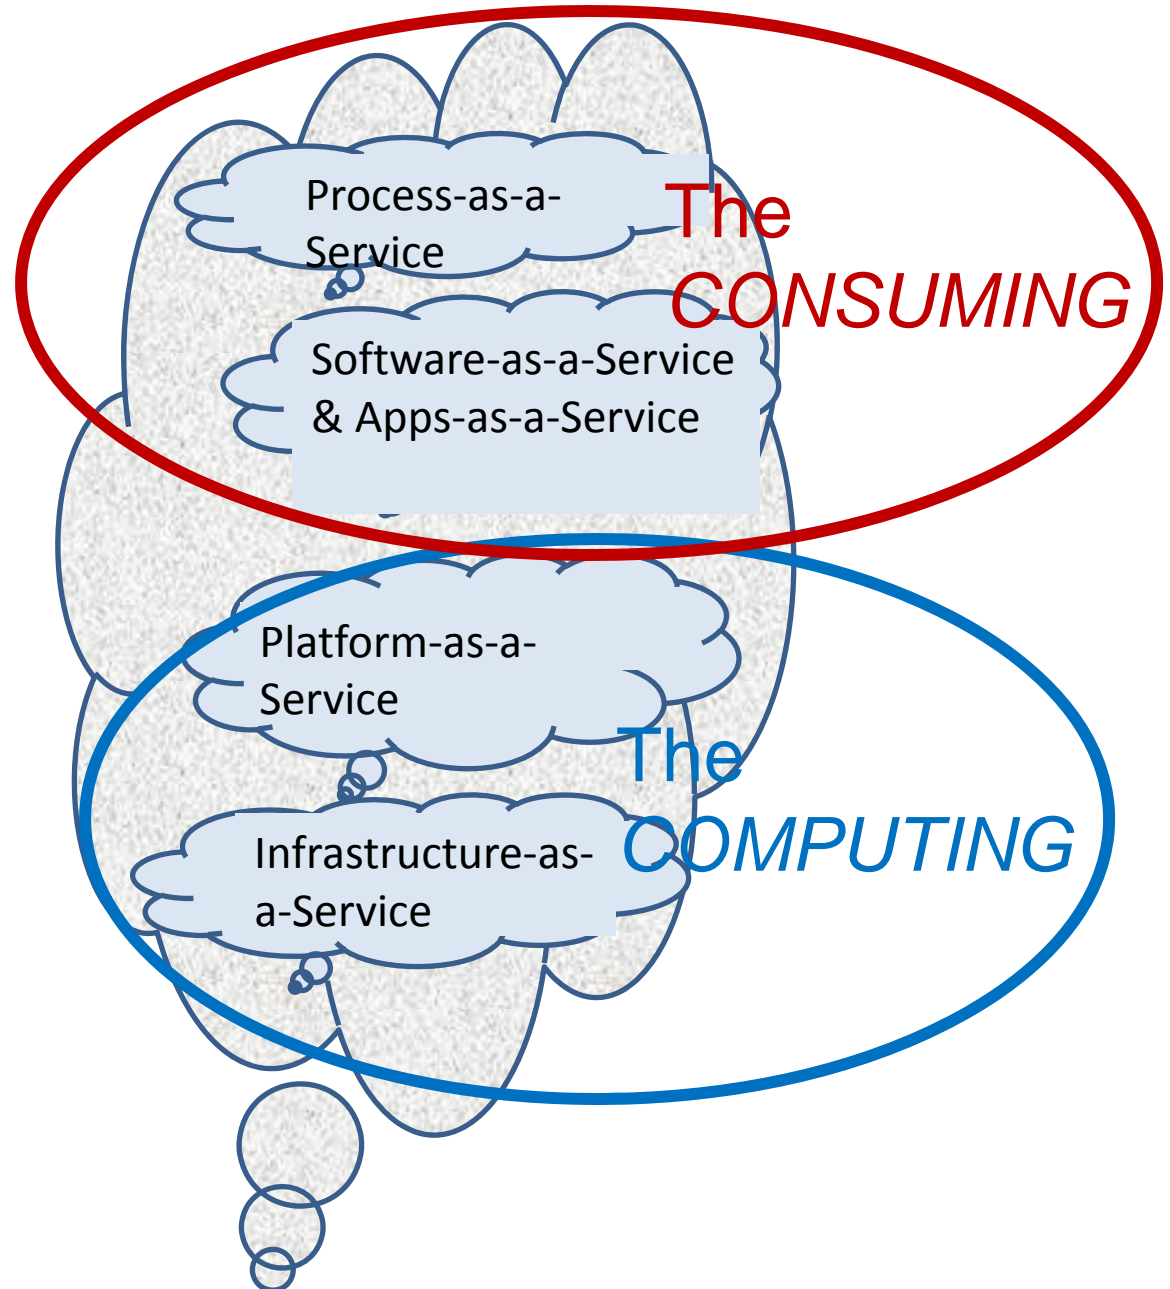 Process-as-a-
Service
The
CONSUMING
Software-as-a-Service
& Apps-as-a-Service
Platform-as-a-
Service
The
COMPUTING
Infrastructure-as-
a-Service